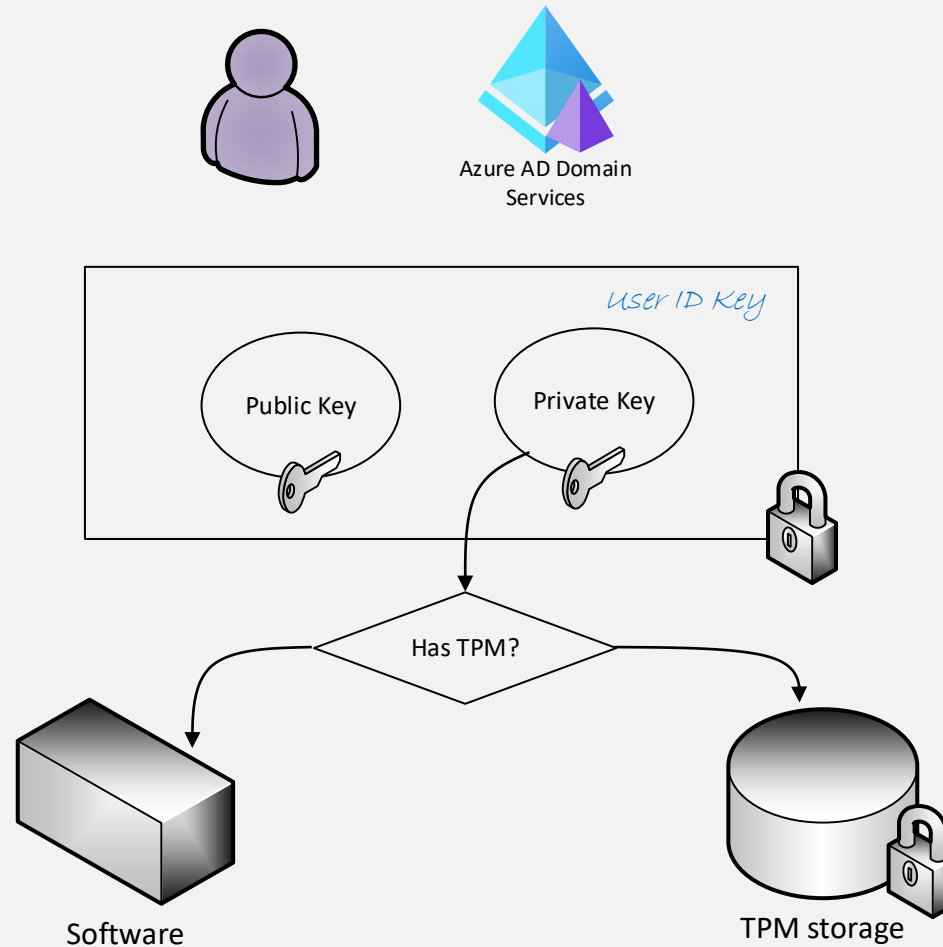 Azure AD Domain
Services
User ID Key
Public Key
Private Key
Has TPM?
Software
TPM storage